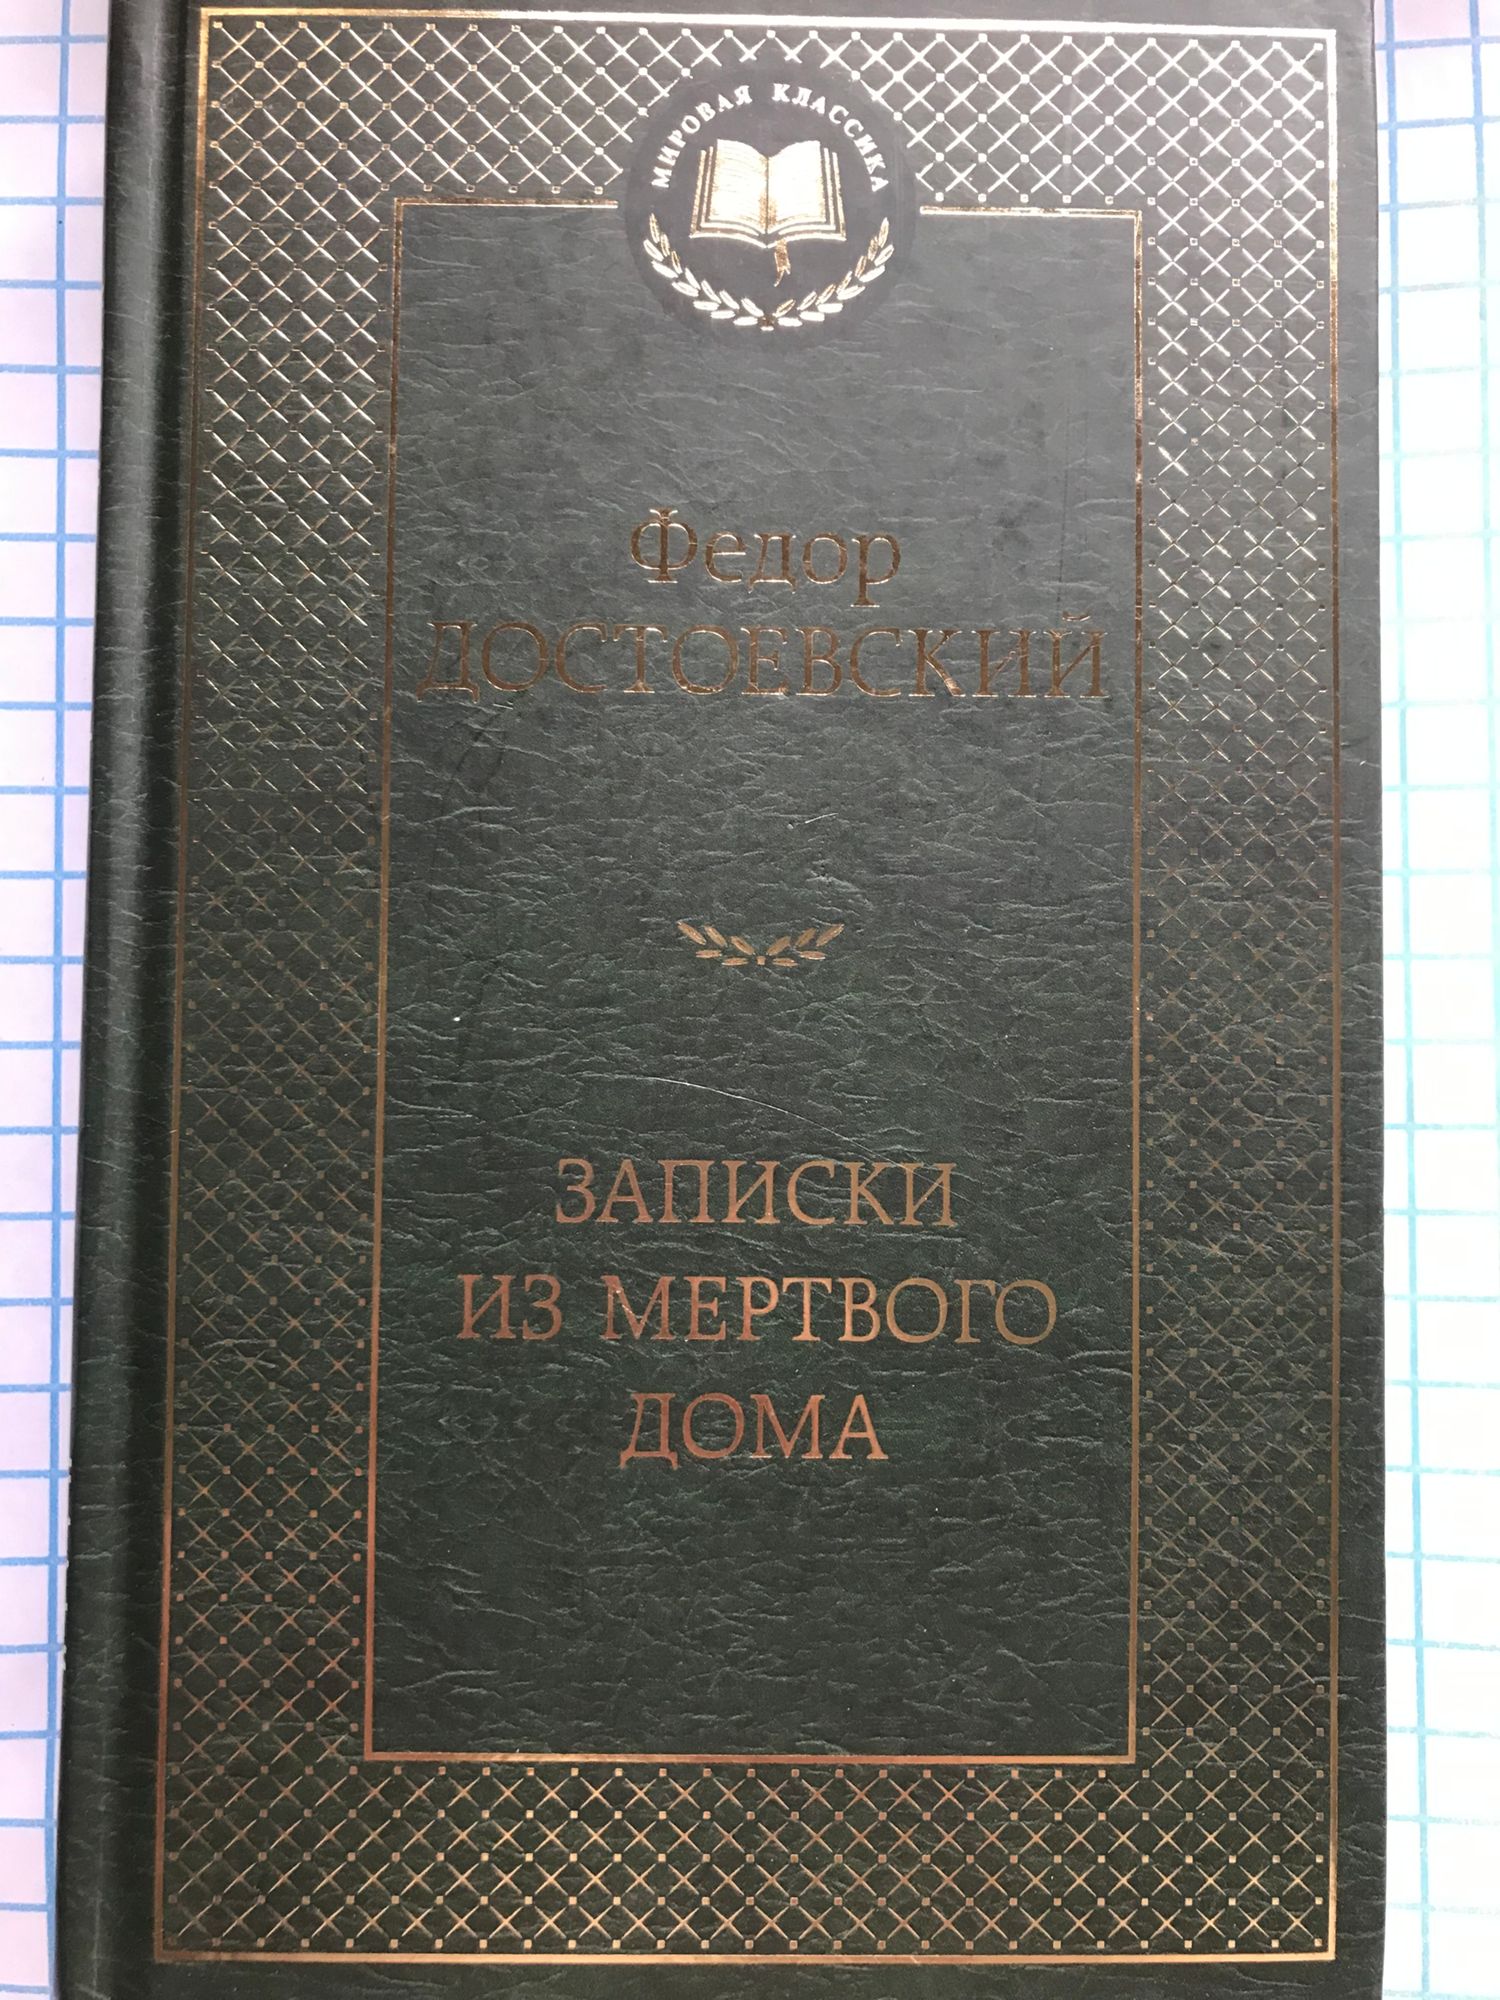 МИРОВАЯ КЛАССИКА
Федор
ДОСТОЕВСКИЙ
ЗАПИСКИ
ИЗ МЕРТВОГО
ДОМА